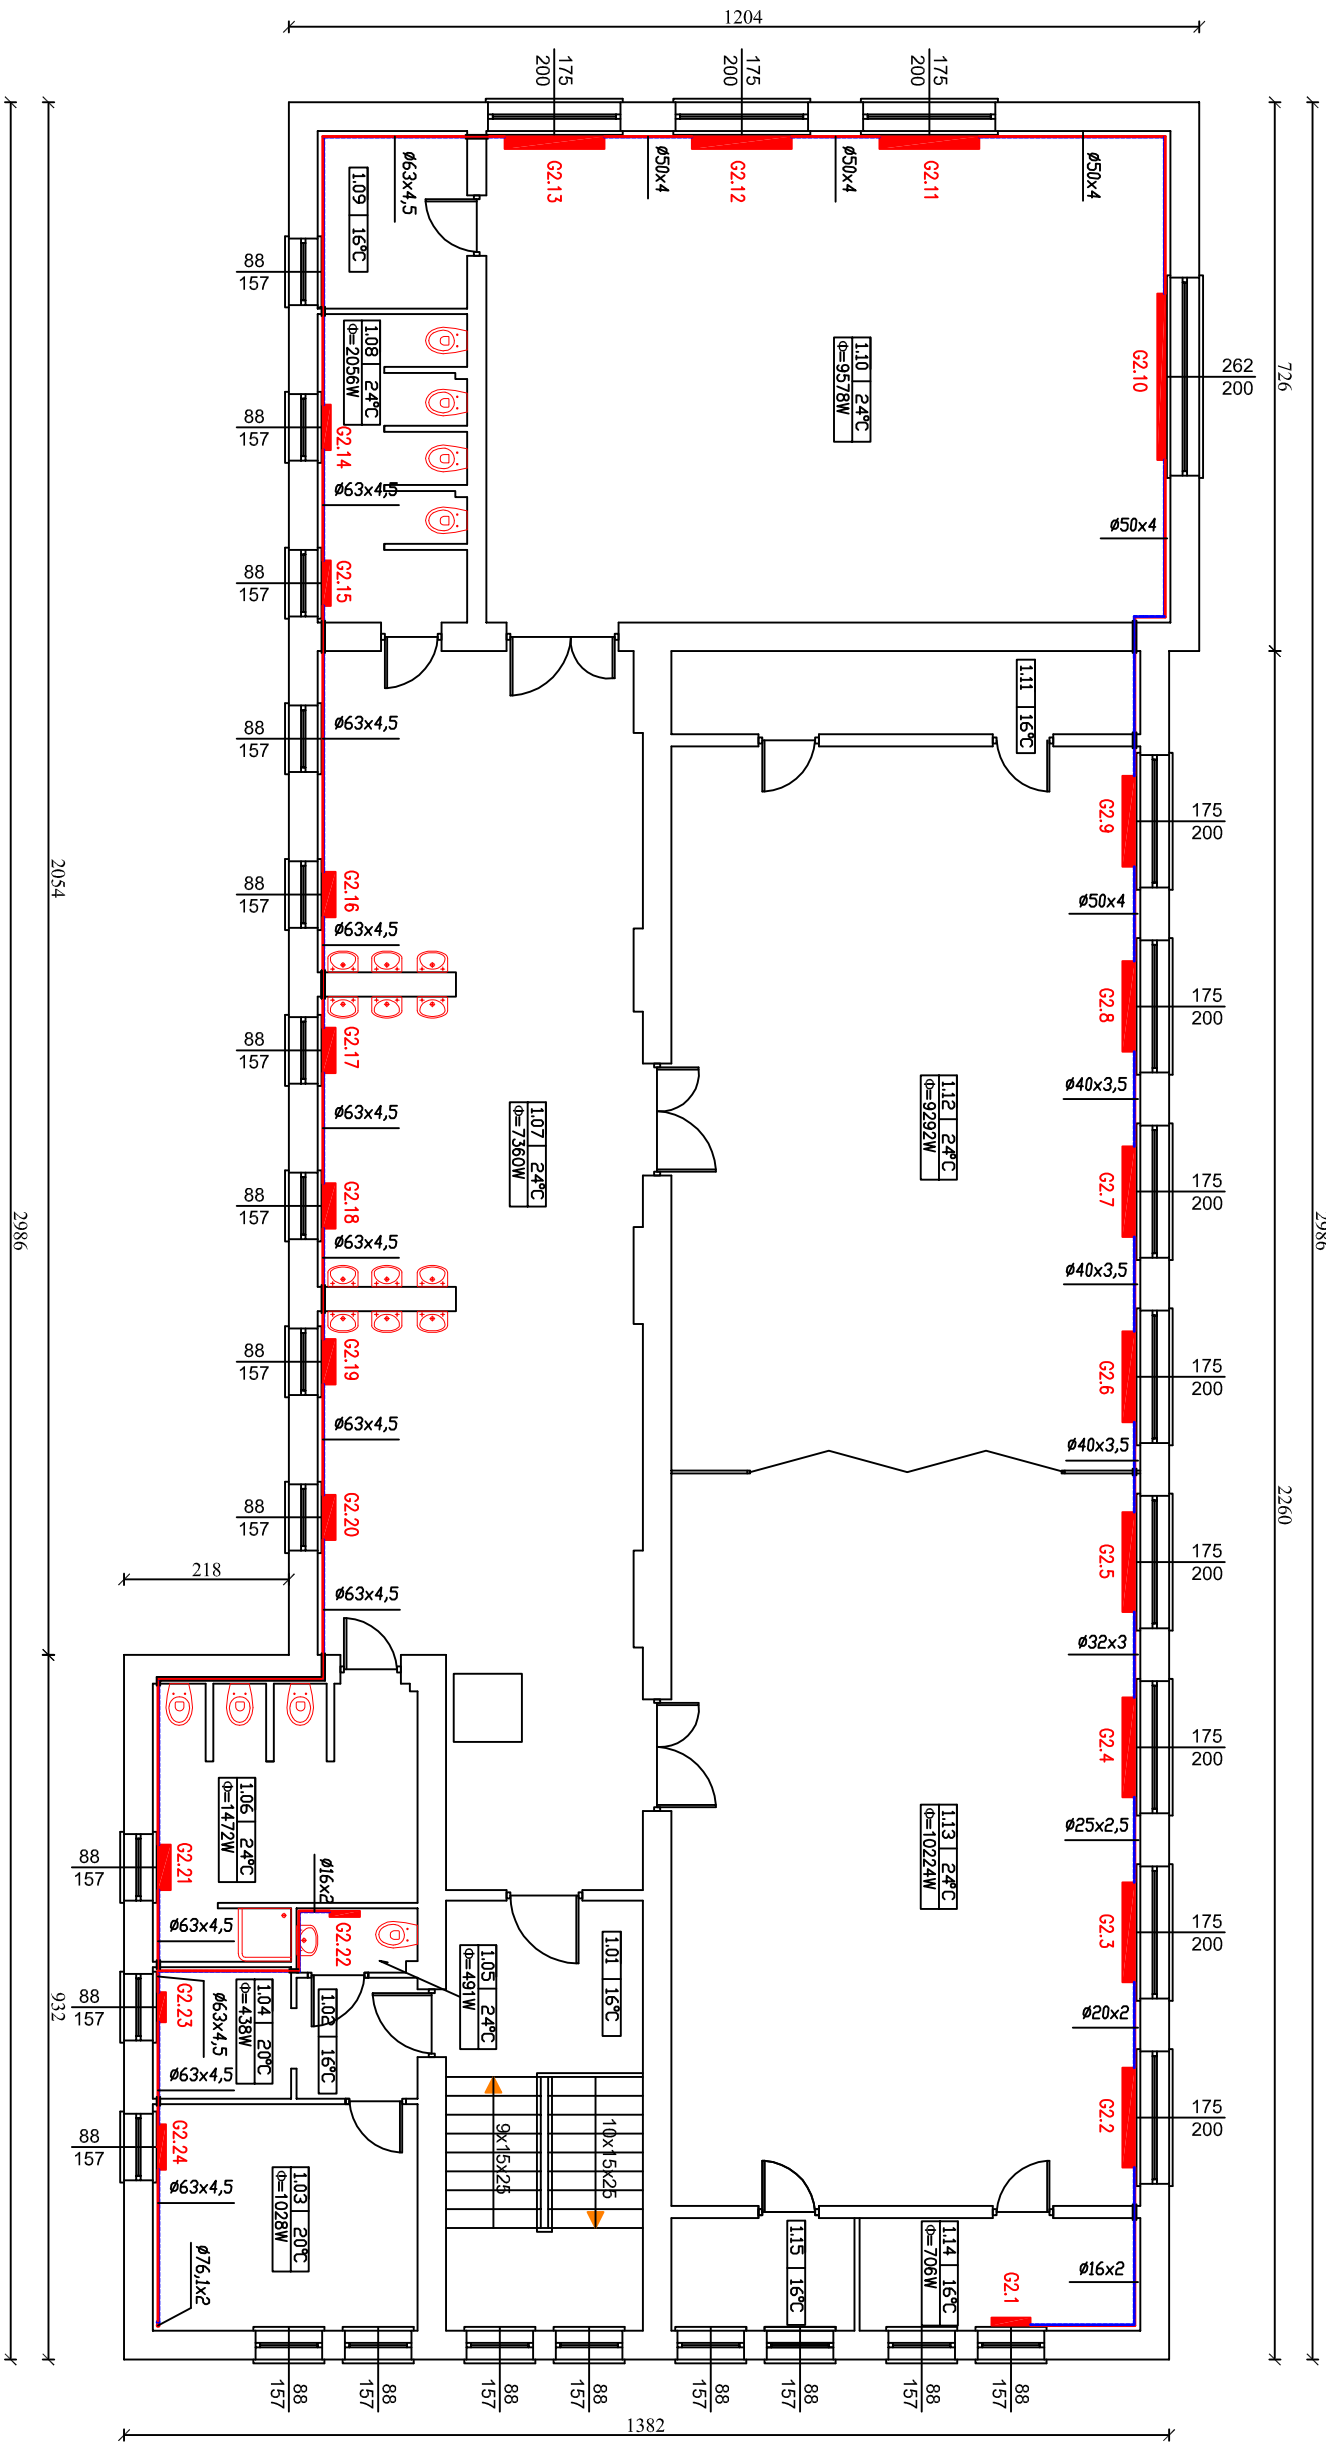 1204
175
200
175
200
175
200
Ø63x4,5
G2.13
Ø50x4
G2.12
Ø50x4
G2.11
Ø50x4
1.09 16°C
88
157
262
200
726
G2.10
1.08 24°C
Φ=2056W
1.10 24°C
Φ=9578W
88
157
G2.14
Ø63x4,5
Ø50x4
88
157
G2.15
1.11 16°C
88
157
Ø63x4,5
G2.9
175
200
2054
88
157
G2.16
Ø63x4,5
Ø50x4
G2.8
175
200
88
157
G2.17
Ø63x4,5
Ø40x3,5
1.07 24°C
Φ=7360W
1.12 24°C
Φ=9292W
G2.7
175
200
88
157
G2.18
2986
2986
Ø63x4,5
Ø40x3,5
88
157
G2.19
G2.6
175
200
Ø63x4,5
Ø40x3,5
88
157
G2.20
G2.5
175
200
2260
218
Ø63x4,5
Ø32x3
G2.4
175
200
1.06 24°C
Φ=1472W
1.13 24°C
Φ=10224W
Ø25x2,5
88
157
G2.21
Ø16x2
Ø63x4,5
G2.22
G2.3
175
200
1.05 24°C
Φ=491W
1.01 16°C
88
157
G2.23
Ø63x4,5
1.04 20°C
Φ=438W
1.02 16°C
932
Ø20x2
Ø63x4,5
88
157
G2.24
9x15x25
10x15x25
G2.2
175
200
Ø63x4,5
1.03 20°C
Φ=1028W
1.15 16°C
1.14 16°C
Φ=706W
G2.1
Ø16x2
Ø76,1x2
88
157
88
157
88
157
88
157
88
157
88
157
88
157
88
157
1382